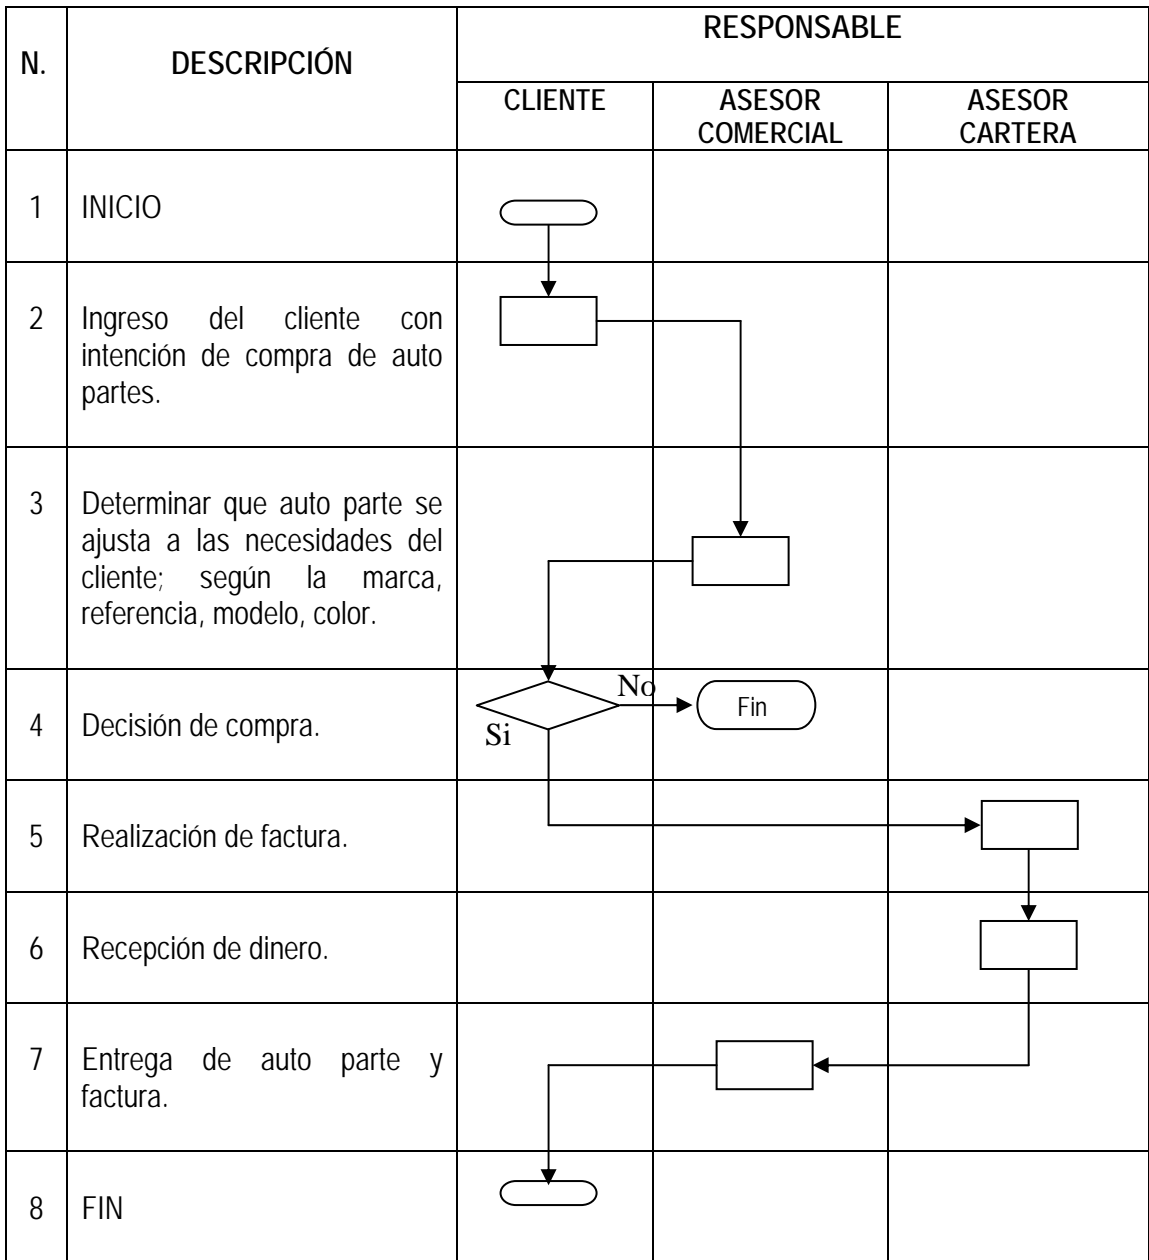 N.
DESCRIPCIÓN
RESPONSABLE
CLIENTE
ASESOR
COMERCIAL
ASESOR
CARTERA
1
INICIO
2
Ingreso del cliente con
intención de compra de auto
partes.
3
Determinar que auto parte se
ajusta a las necesidades del
cliente; según la marca,
referencia, modelo, color.
4
Decisión de compra.
No
Fin
Si
5
Realización de factura.
6
Recepción de dinero.
7
Entrega de auto parte y
factura.
8
FIN